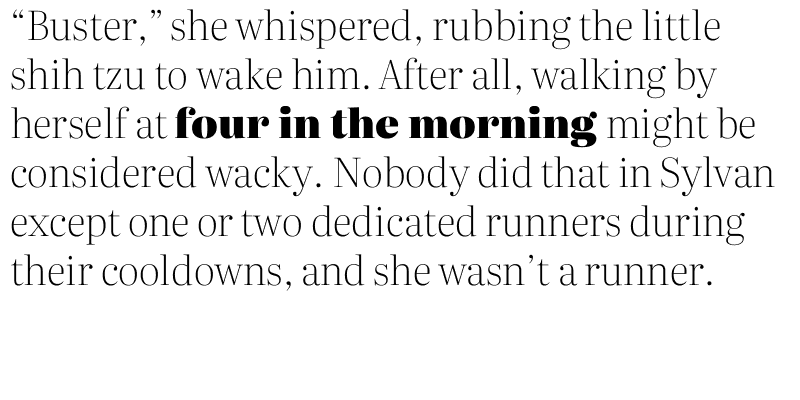 “Buster,” she whispered, rubbing the little
shih tzu to wake him. After all, walking by
herself at four in the morning might be
considered wacky. Nobody did that in Sylvan
except one or two dedicated runners during
their cooldowns, and she wasn’t a runner.